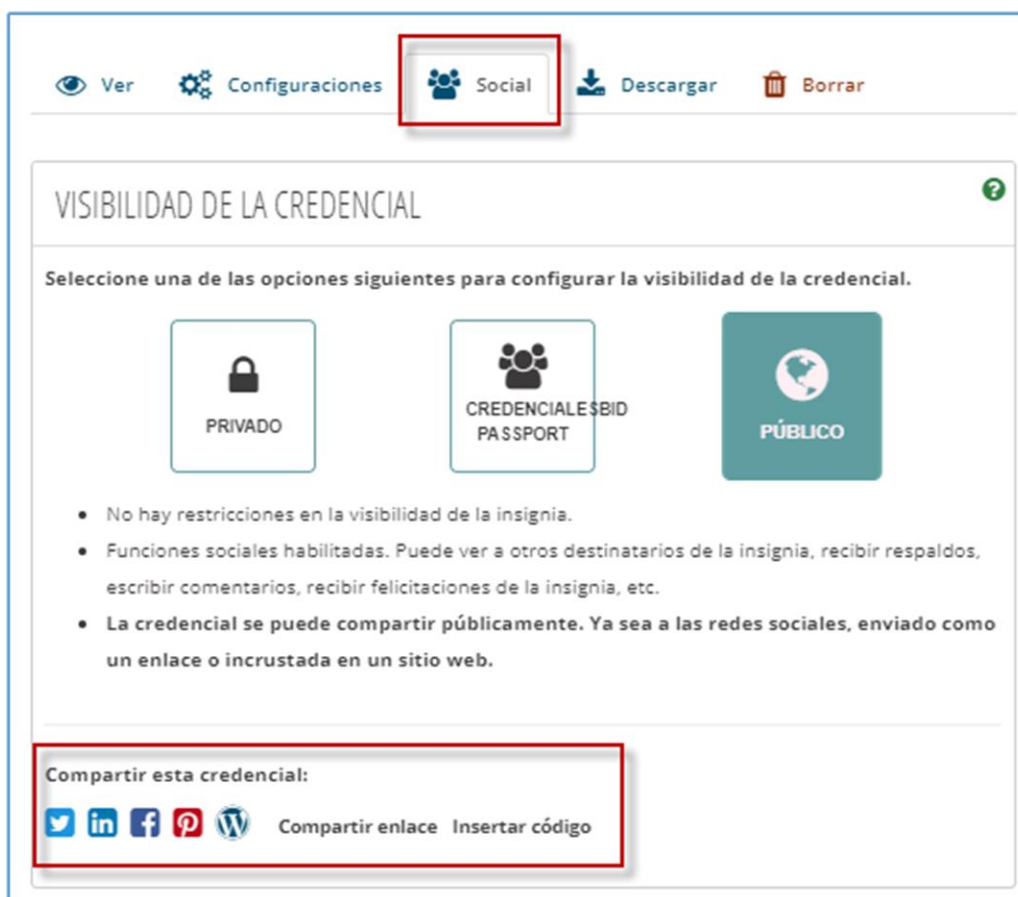 Ver Configuraciones Social Descargar Borrar
VISIBILIDAD DE LA CREDENCIAL
Seleccione una de las opciones siguientes para configurar la visibilidad de la credencial.
PRIVADO
CREDENCIALESBID
PASSPORT
PÚBLICO
No hay restricciones en la visibilidad de la insignia.
Funciones sociales habilitadas. Puede ver a otros destinatarios de la insignia, recibir respaldos,
escribir comentarios, recibir felicitaciones de la insignia, etc.
La credencial se puede compartir públicamente. Ya sea a las redes sociales, enviado como
un enlace o incrustada en un sitio web.
Compartir esta credencial:
Compartir enlace Insertar código